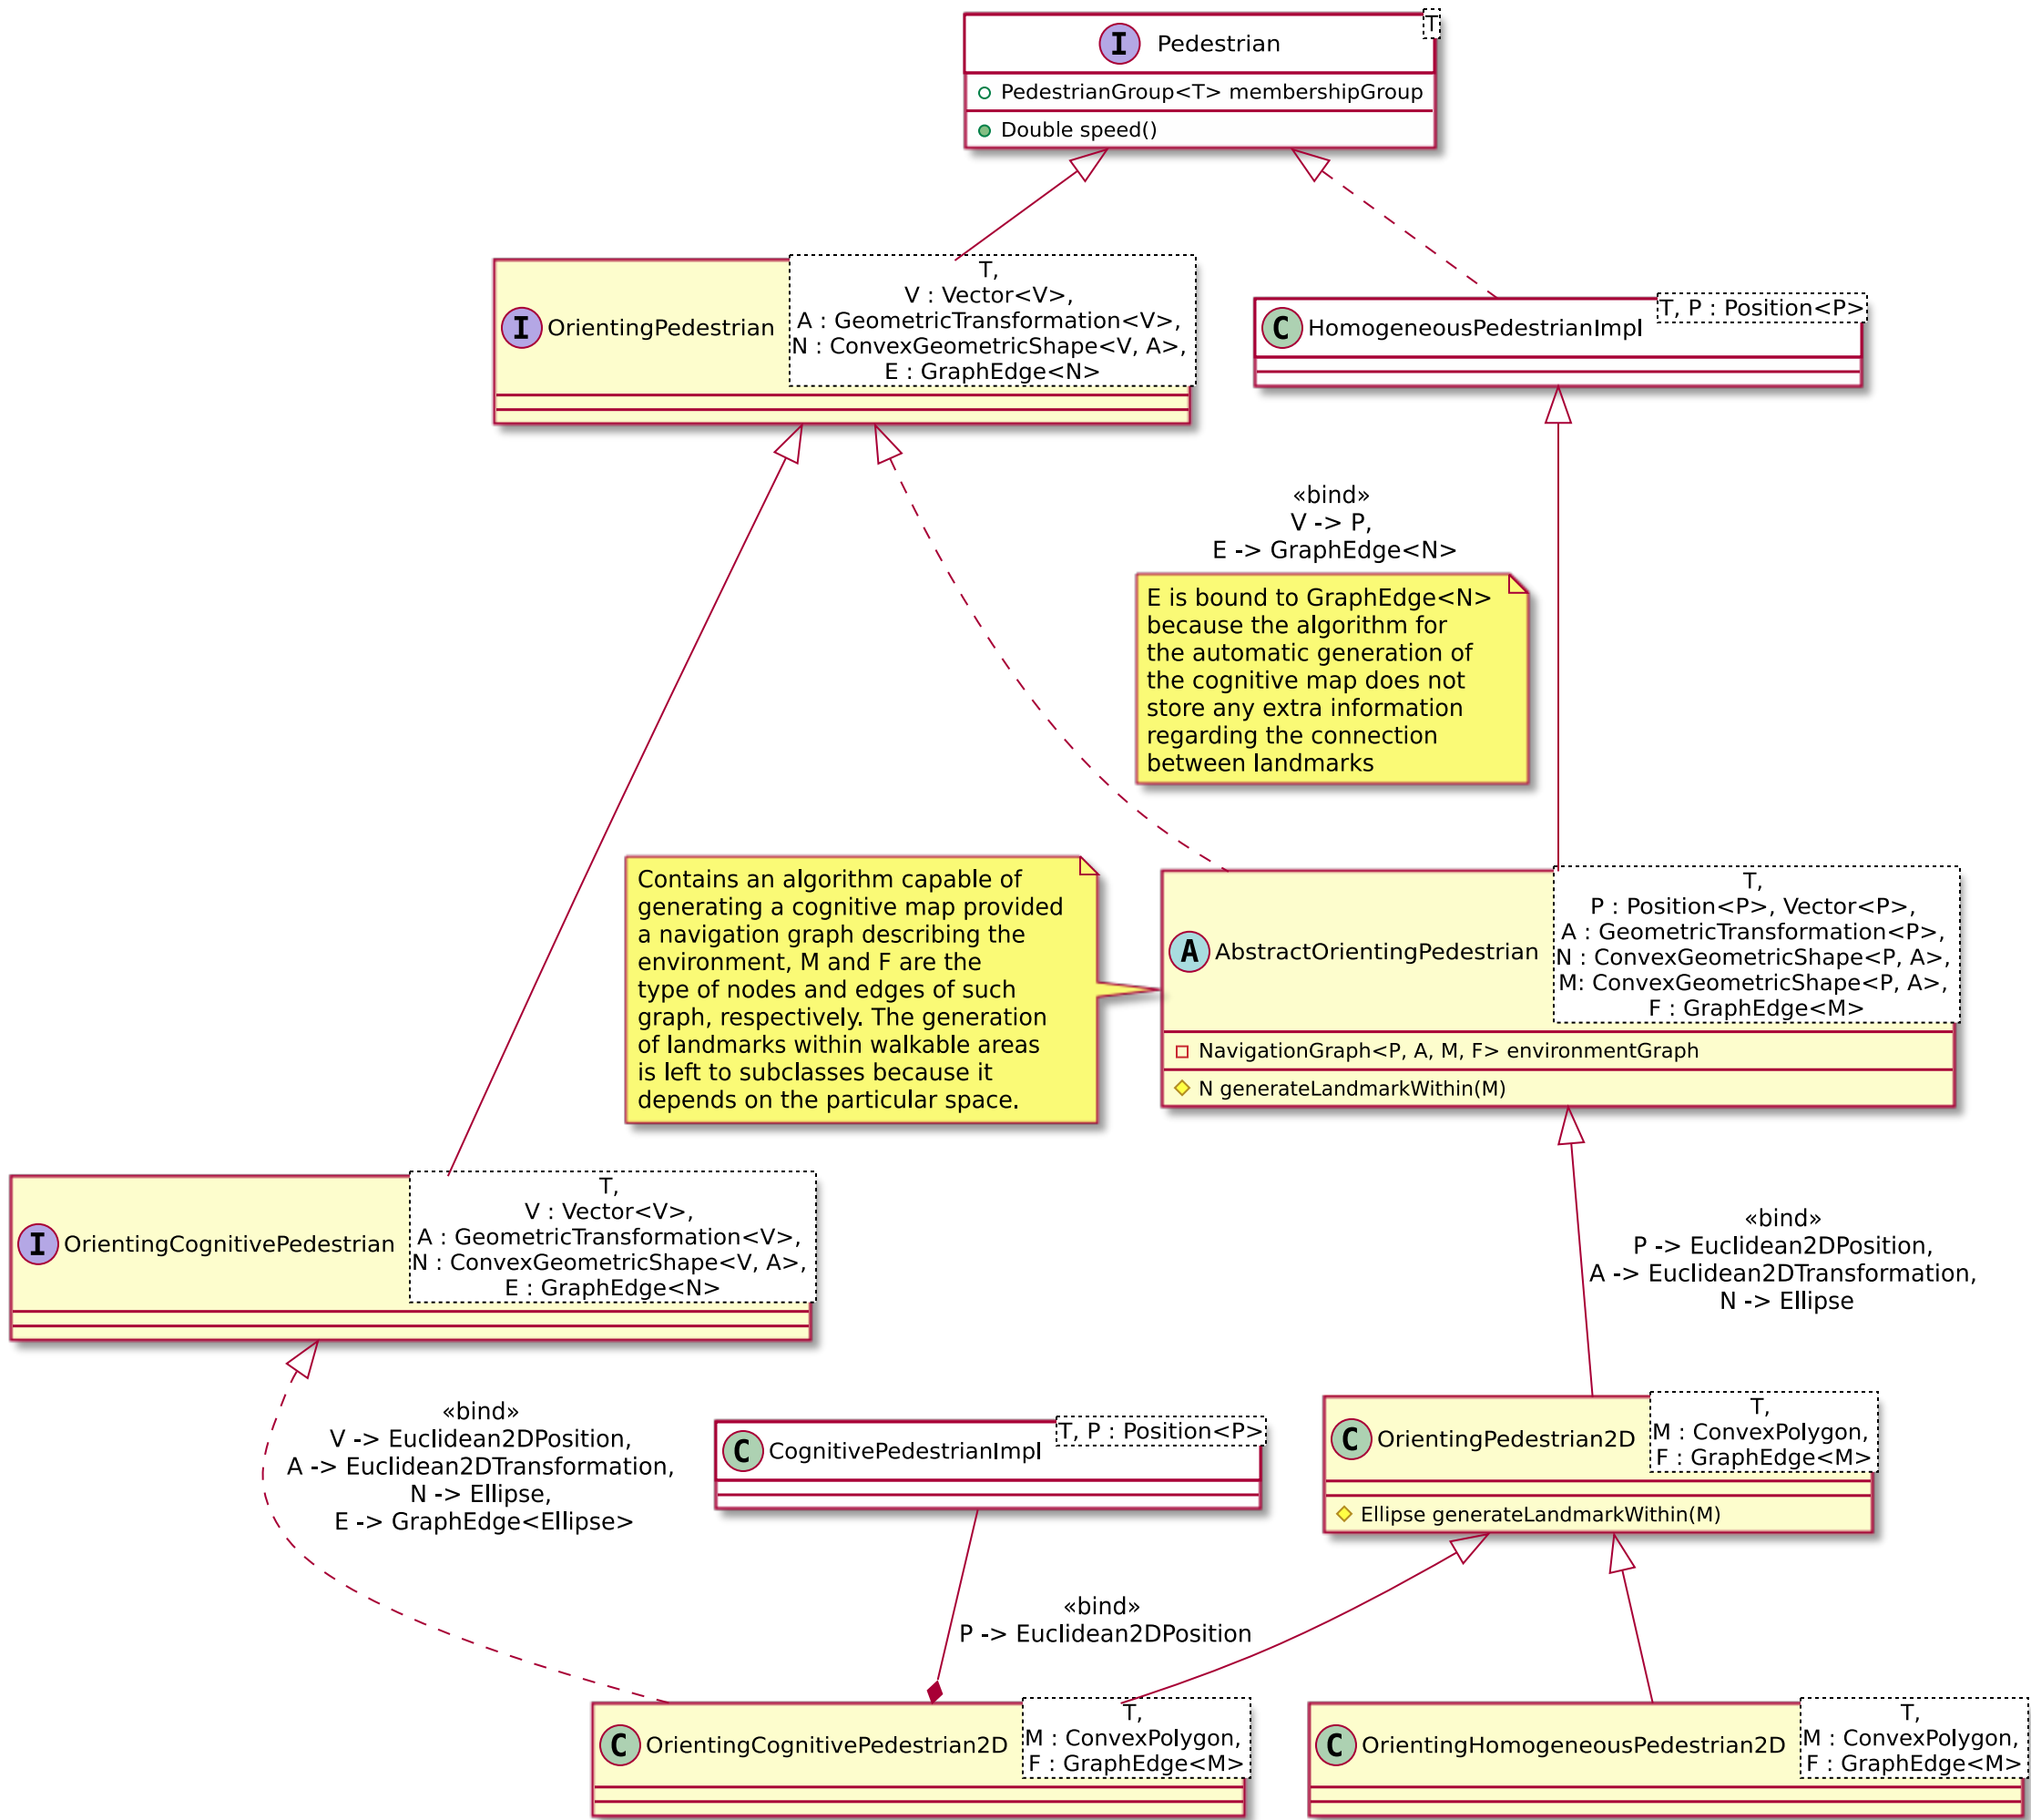 T
I Pedestrian
PedestrianGroup<T> membershipGroup
Double speed()
I OrientingPedestrian
T,
V : Vector<V>,
A : GeometricTransformation<V>,
N : ConvexGeometricShape<V, A>,
E : GraphEdge<N>
C HomogeneousPedestrianImpl
T, P : Position<P>
«bind»
V -> P,
E -> GraphEdge<N>
E is bound to GraphEdge<N>
because the algorithm for
the automatic generation of
the cognitive map does not
store any extra information
regarding the connection
between landmarks
Contains an algorithm capable of
generating a cognitive map provided
a navigation graph describing the
environment, M and F are the
type of nodes and edges of such
graph, respectively. The generation
of landmarks within walkable areas
is left to subclasses because it
depends on the particular space.
A AbstractOrientingPedestrian
T,
P : Position<P>, Vector<P>,
A : GeometricTransformation<P>,
N : ConvexGeometricShape<P, A>,
M: ConvexGeometricShape<P, A>,
F : GraphEdge<M>
NavigationGraph<P, A, M, F> environmentGraph
N generateLandmarkWithin(M)
I OrientingCognitivePedestrian
T,
V : Vector<V>,
A : GeometricTransformation<V>,
N : ConvexGeometricShape<V, A>,
E : GraphEdge<N>
«bind»
P -> Euclidean2DPosition,
A -> Euclidean2DTransformation,
N -> Ellipse
«bind»
V -> Euclidean2DPosition,
A -> Euclidean2DTransformation,
N -> Ellipse,
E -> GraphEdge<Ellipse>
C CognitivePedestrianImpl
T, P : Position<P>
C OrientingPedestrian2D
T,
M : ConvexPolygon,
F : GraphEdge<M>
Ellipse generateLandmarkWithin(M)
«bind»
P -> Euclidean2DPosition
C OrientingCognitivePedestrian2D
T,
M : ConvexPolygon,
F : GraphEdge<M>
C OrientingHomogeneousPedestrian2D
T,
M : ConvexPolygon,
F : GraphEdge<M>